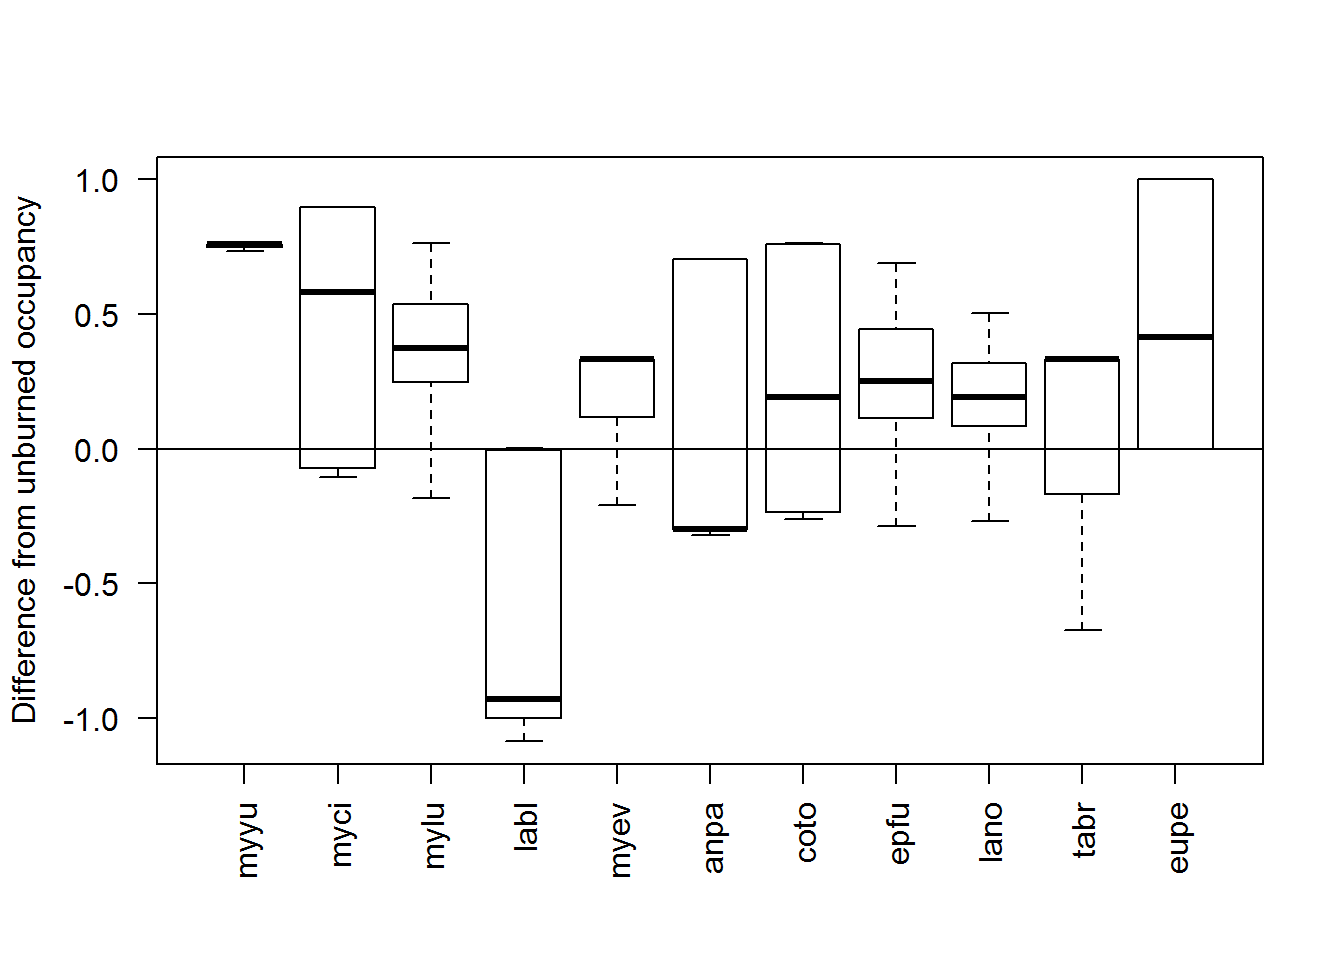 Difference from unburned occupancy
1.0
0.5
0.0
-0.5
-1.0
myyu
myci
mylu
labl
myev
anpa
coto
epfu
lano
tabr
eupe